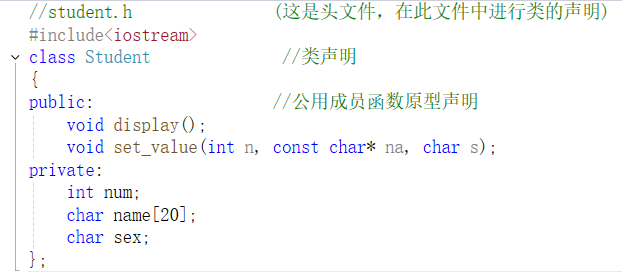 //student.h (这是头文件，在此文件中进行类的声明)
#include<iostream>
class Student //类声明
{
public: //公用成员函数原型声明
    void display();
    void set_value(int n, const char* na, char s);
private:
    int num;
    char name[20];
    char sex;
};